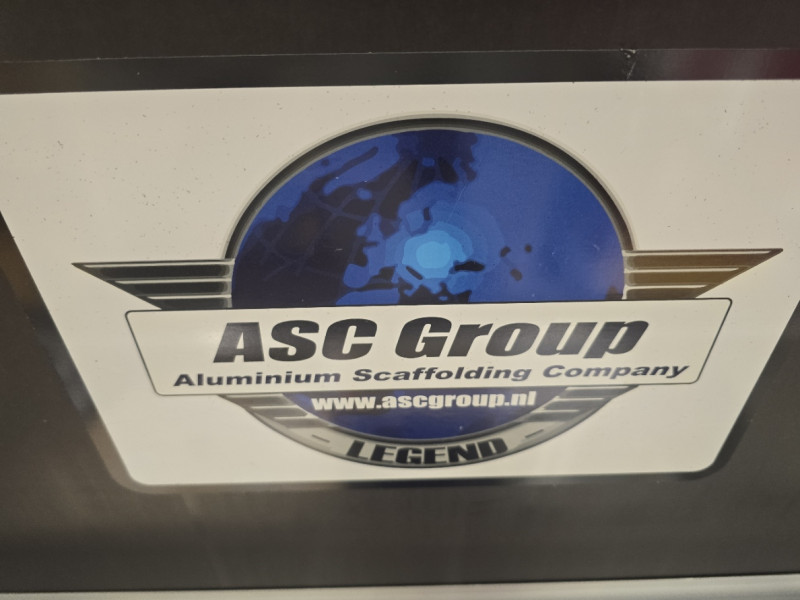 ASC Group
Aluminium Scaffolding Company
www.ascgroup.nl
- LEGEND -